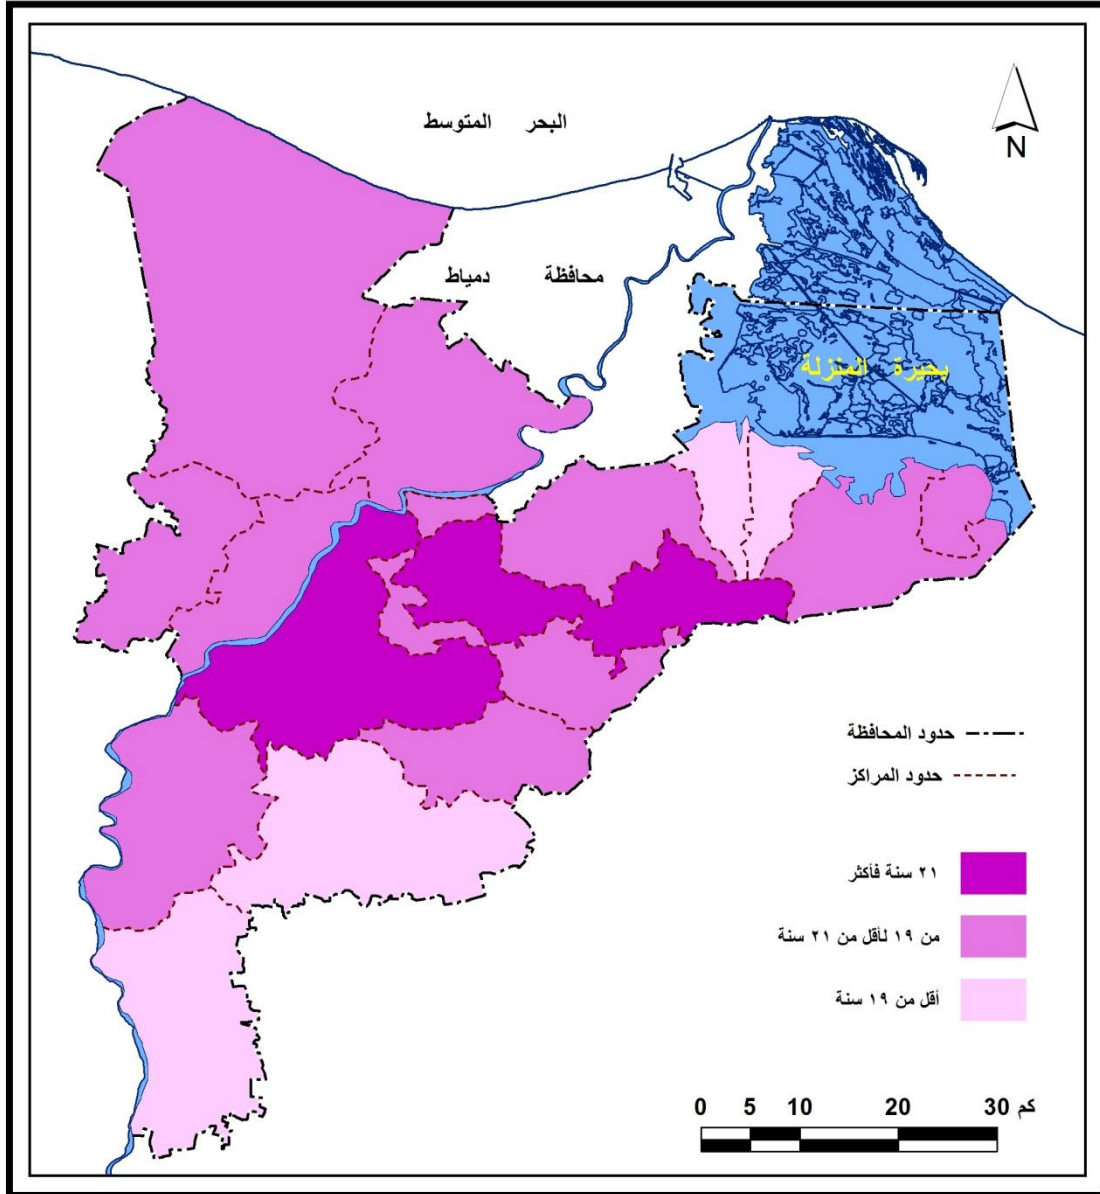 البحر المتوسط
N
محافظة دمياط
بحيرة المنزلة
حدود المحافظة
حدود المراكز
٢١ سنة فأكثر
من ١٩ لأقل من ٢١ سنة
أقل من ١٩ سنة
0 5 10 20 30 كم